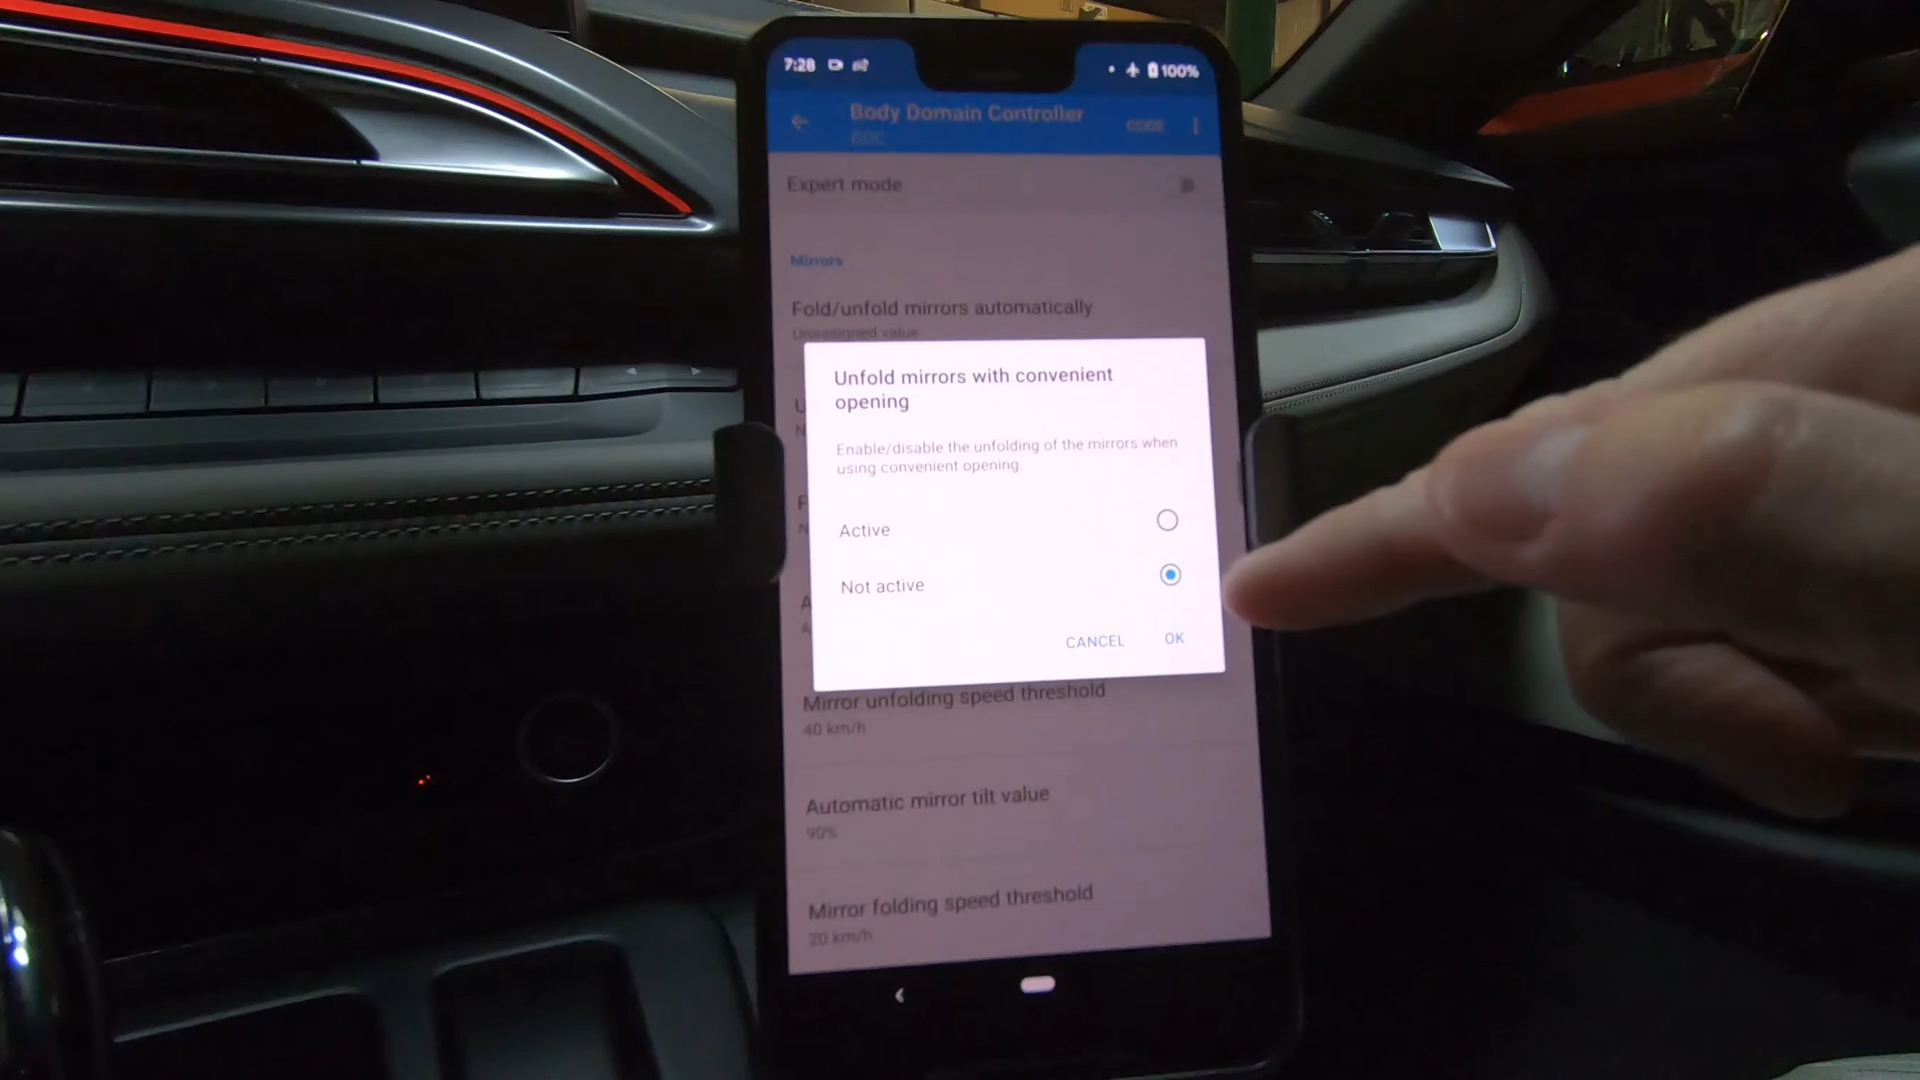 7:28
100%
Body Domain Controller
BDC
CODE
Expert mode
Mirrors
Fold/unfold mirrors automatically
Unassigned value
Unfold mirrors with convenient
opening
Enable/disable the unfolding of the mirrors when
using convenient opening.
Active
Not active
CANCEL OK
Mirror unfolding speed threshold
40 km/h
Automatic mirror tilt value
90%
Mirror folding speed threshold
20 km/h